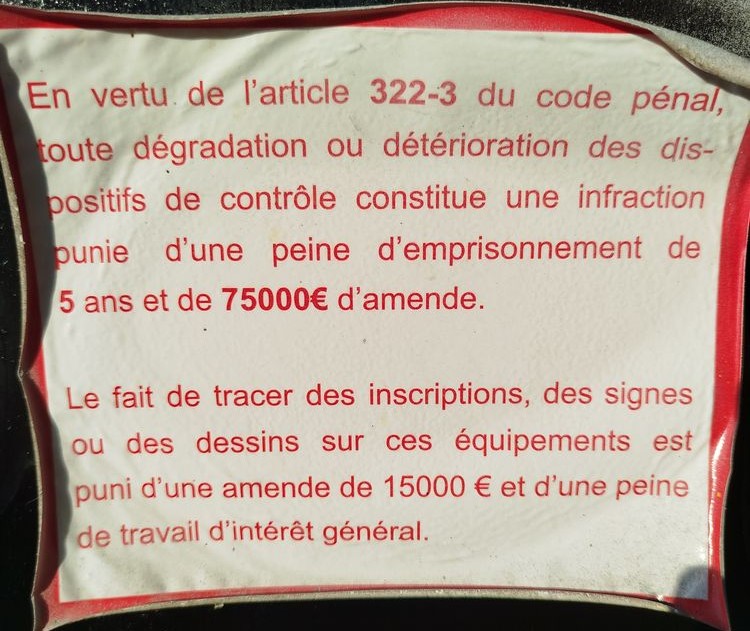 En vertu de l'article 322-3 du code pénal,
toute dégradation ou détérioration des dis-
positifs de contrôle constitue une infraction
punie d'une peine d'emprisonnement de
5 ans et de 75000€ d'amende.
Le fait de tracer des inscriptions, des signes
ou des dessins sur ces équipements est
puni d'une amende de 15000 € et d'une peine
de travail d'intérêt général.